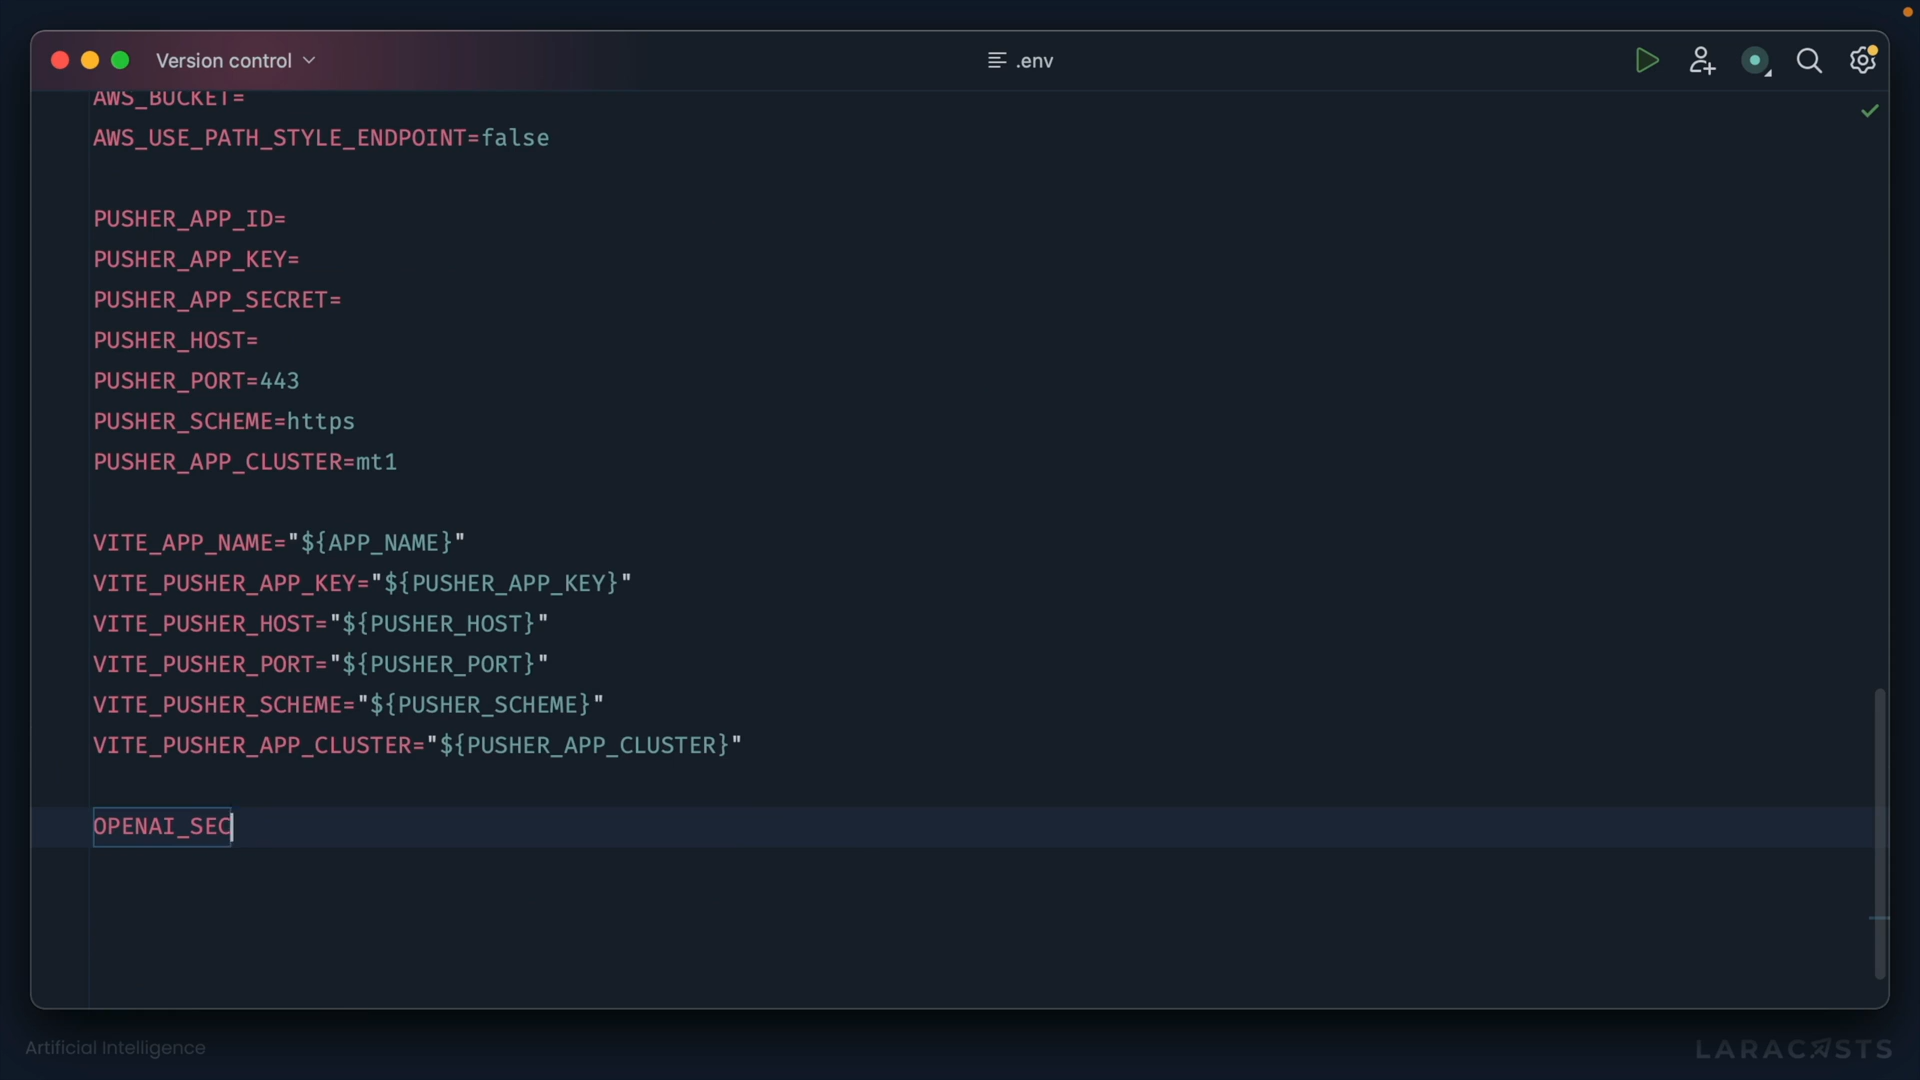 Version control
.env
AWS_BUCKET=
AWS_USE_PATH_STYLE_ENDPOINT=false
PUSHER_APP_ID=
PUSHER_APP_KEY=
PUSHER_APP_SECRET=
PUSHER_HOST=
PUSHER_PORT=443
PUSHER_SCHEME=https
PUSHER_APP_CLUSTER=mt1
VITE_APP_NAME="${APP_NAME}"
VITE_PUSHER_APP_KEY="${PUSHER_APP_KEY}"
VITE_PUSHER_HOST="${PUSHER_HOST}"
VITE_PUSHER_PORT="${PUSHER_PORT}"
VITE_PUSHER_SCHEME="${PUSHER_SCHEME}"
VITE_PUSHER_APP_CLUSTER="${PUSHER_APP_CLUSTER}"
OPENAI_SEC
Artificial Intelligence
LARACASTS